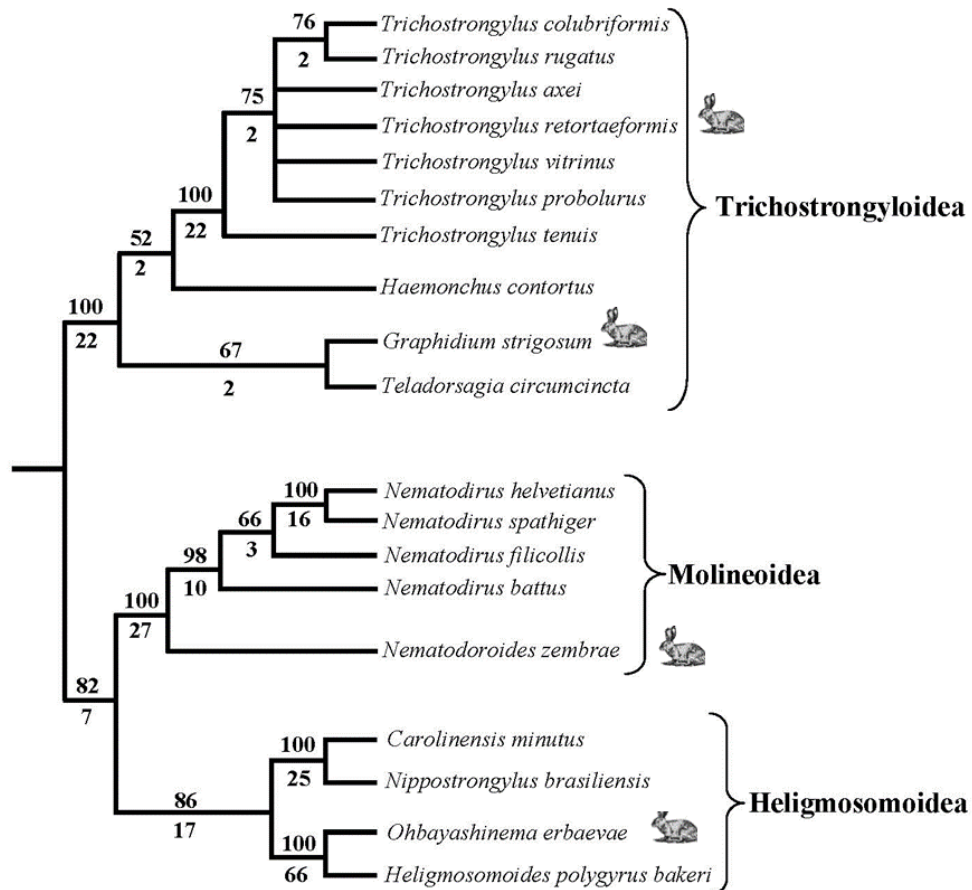 76
Trichostrongylus colubriformis
2
Trichostrongylus rugatus
75
Trichostrongylus axei
2
Trichostrongylus retortaeformis
Trichostrongylus vitrinus
100
Trichostrongylus probolurus
Trichostrongyloidea
22
52
Trichostrongylus tenuis
2
Haemonchus contortus
100
22
Graphidium strigosum
67
2
Teladorsagia circumcincta
100
Nematodirus helvetianus
66
16
Nematodirus spathiger
98
3
Nematodirus filicollis
10
Nematodirus battus
Molineoidea
100
27
Nematodoroides zembrae
82
7
100
Carolinensis minutus
25
Nippostrongylus brasiliensis
86
17
Heligmosomoidea
Ohbayashinema erbaevae
100
66
Heligmosomoides polygyrus bakeri